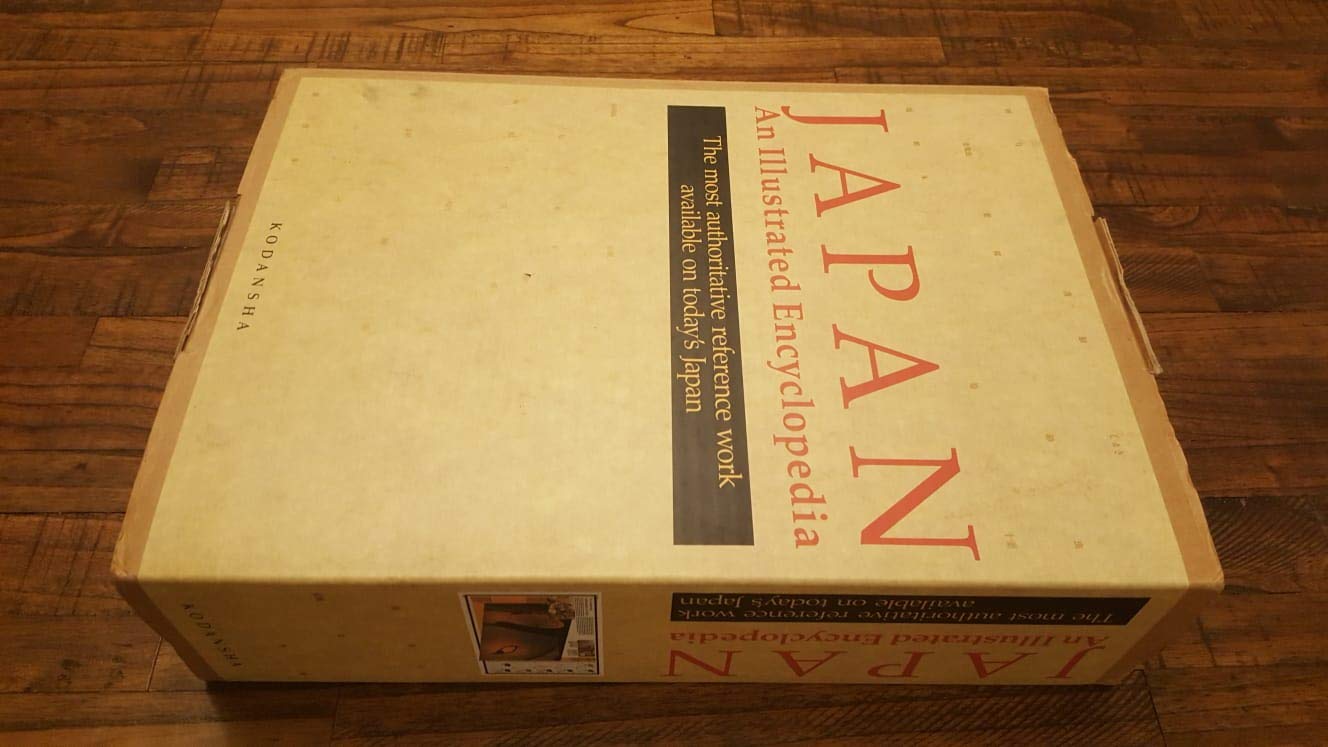 JAPAN
An Illustrated Encyclopedia
The most authoritative reference work
available on today's Japan
KODANSHA
JAPAN
An Illustrated Encyclopedia
The most authoritative reference work
available on today's Japan
KODANSHA